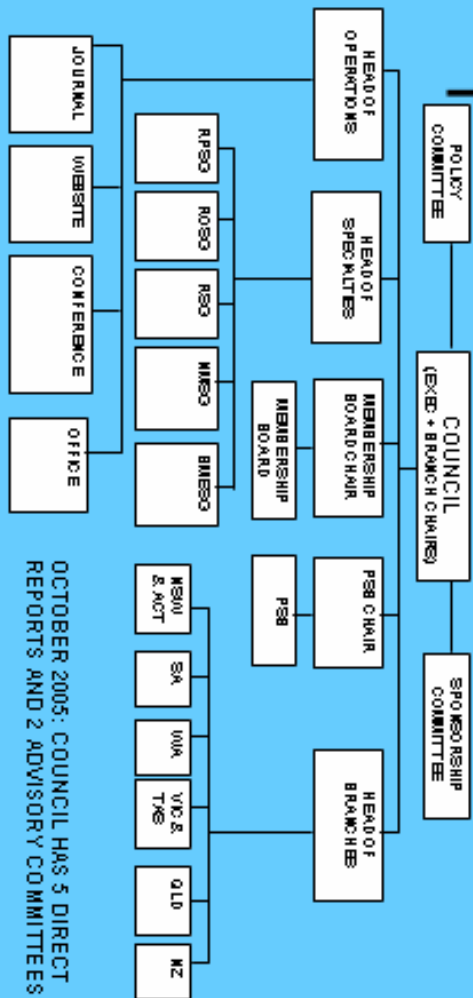 POLICY
COMMITTEE
COUNCIL
(EXEC + BRANCH CHAIRS)
SPONSORSHIP
COMMITTEE
HEAD OF
OPERATIONS
HEAD OF
SPECIALTIES
MEMBERSHIP
BOARD CHAIR
PSB CHAIR
HEAD OF
BRANCHES
MEMBERSHIP
BOARD
PSB
RPSG
ROSG
RSG
NMSG
BMESG
NSW
& ACT
SA
WA
VIC &
TAS
QLD
NZ
JOURNAL
WEBSITE
CONFERENCE
OFFICE
OCTOBER 2005: COUNCIL HAS 5 DIRECT
REPORTS AND 2 ADVISORY COMMITTEES